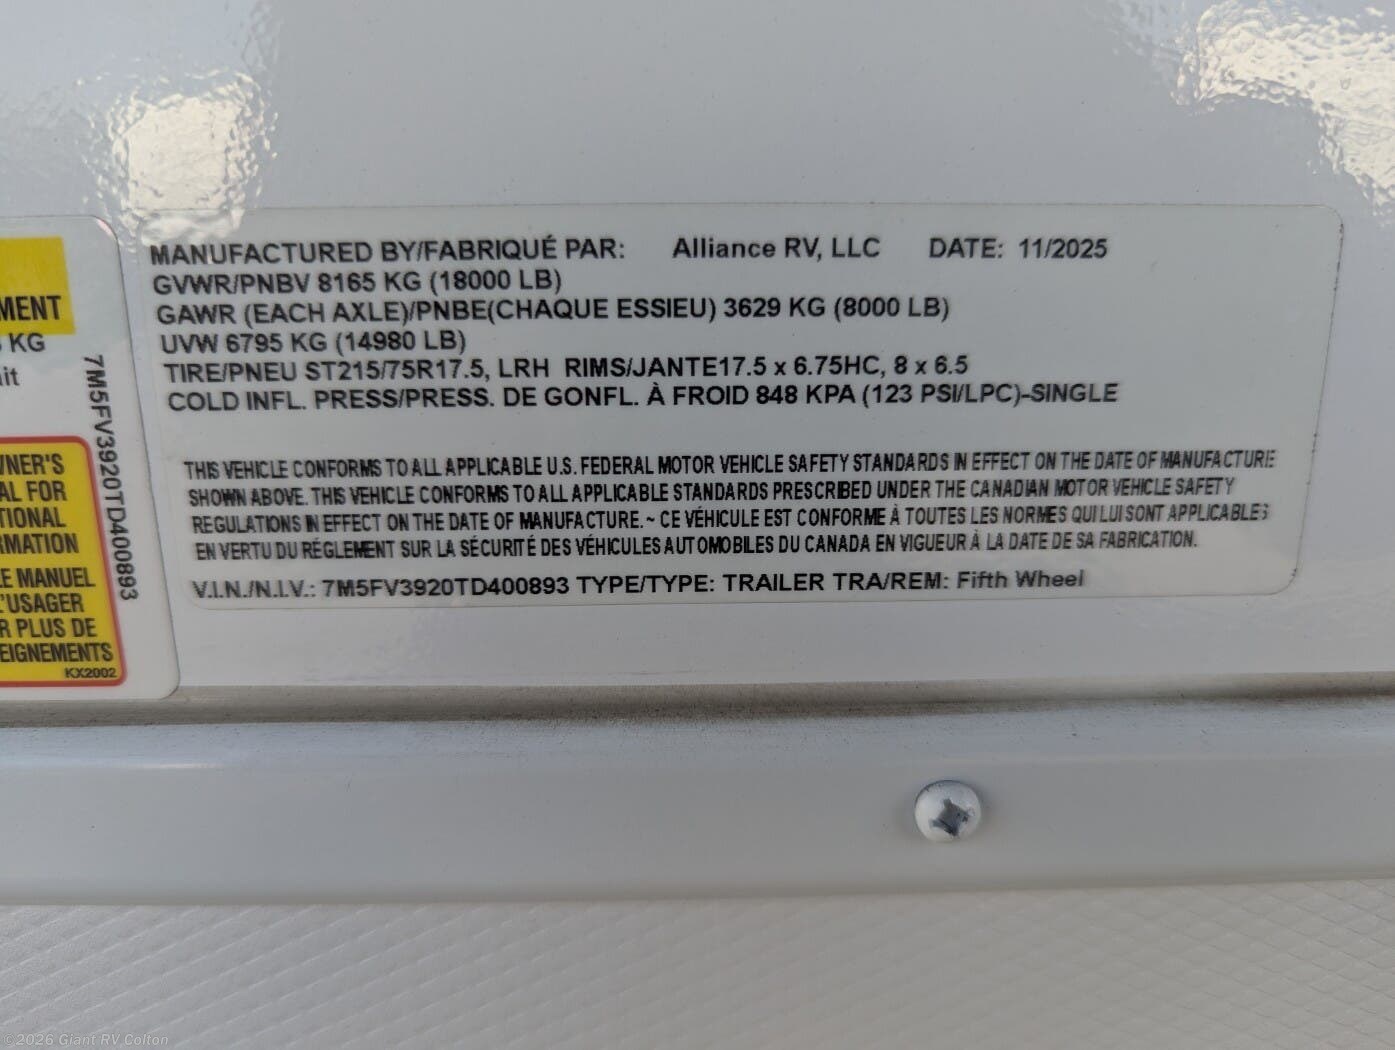 MANUFACTURED BY/FABRIQUÉ PAR: Alliance RV, LLC DATE: 11/2025
GVWR/PNBV 8165 KG (18000 LB)
GAWR (EACH AXLE)/PNBE(CHAQUE ESSIEU) 3629 KG (8000 LB)
UVW 6795 KG (14980 LB)
TIRE/PNEU ST215/75R17.5, LRH RIMS/JANTE17.5 x 6.75HC, 8 x 6.5
COLD INFL. PRESS/PRESS. DE GONFL. À FROID 848 KPA (123 PSI/LPC)-SINGLE
THIS VEHICLE CONFORMS TO ALL APPLICABLE U.S. FEDERAL MOTOR VEHICLE SAFETY STANDARDS IN EFFECT ON THE DATE OF MANUFACTURE
SHOWN ABOVE. THIS VEHICLE CONFORMS TO ALL APPLICABLE STANDARDS PRESCRIBED UNDER THE CANADIAN MOTOR VEHICLE SAFETY
REGULATIONS IN EFFECT ON THE DATE OF MANUFACTURE. ~ CE VÉHICULE EST CONFORME À TOUTES LES NORMES QUI LUI SONT APPLICABLES
EN VERTU DU RÉGLEMENT SUR LA SÉCURITÉ DES VÉHICULES AUTOMOBILES DU CANADA EN VIGUEUR À LA DATE DE SA FABRICATION.
V.I.N./N.I.V.: 7M5FV3920TD400893 TYPE/TYPE: TRAILER TRA/REM: Fifth Wheel
MENT
KG
it
7M5FV3920TD400893
WNER'S
AL FOR
TIONAL
RMATION
LE MANUEL
L'USAGER
R PLUS DE
EIGNEMENTS
KX2002
©2026 Giant RV Colton